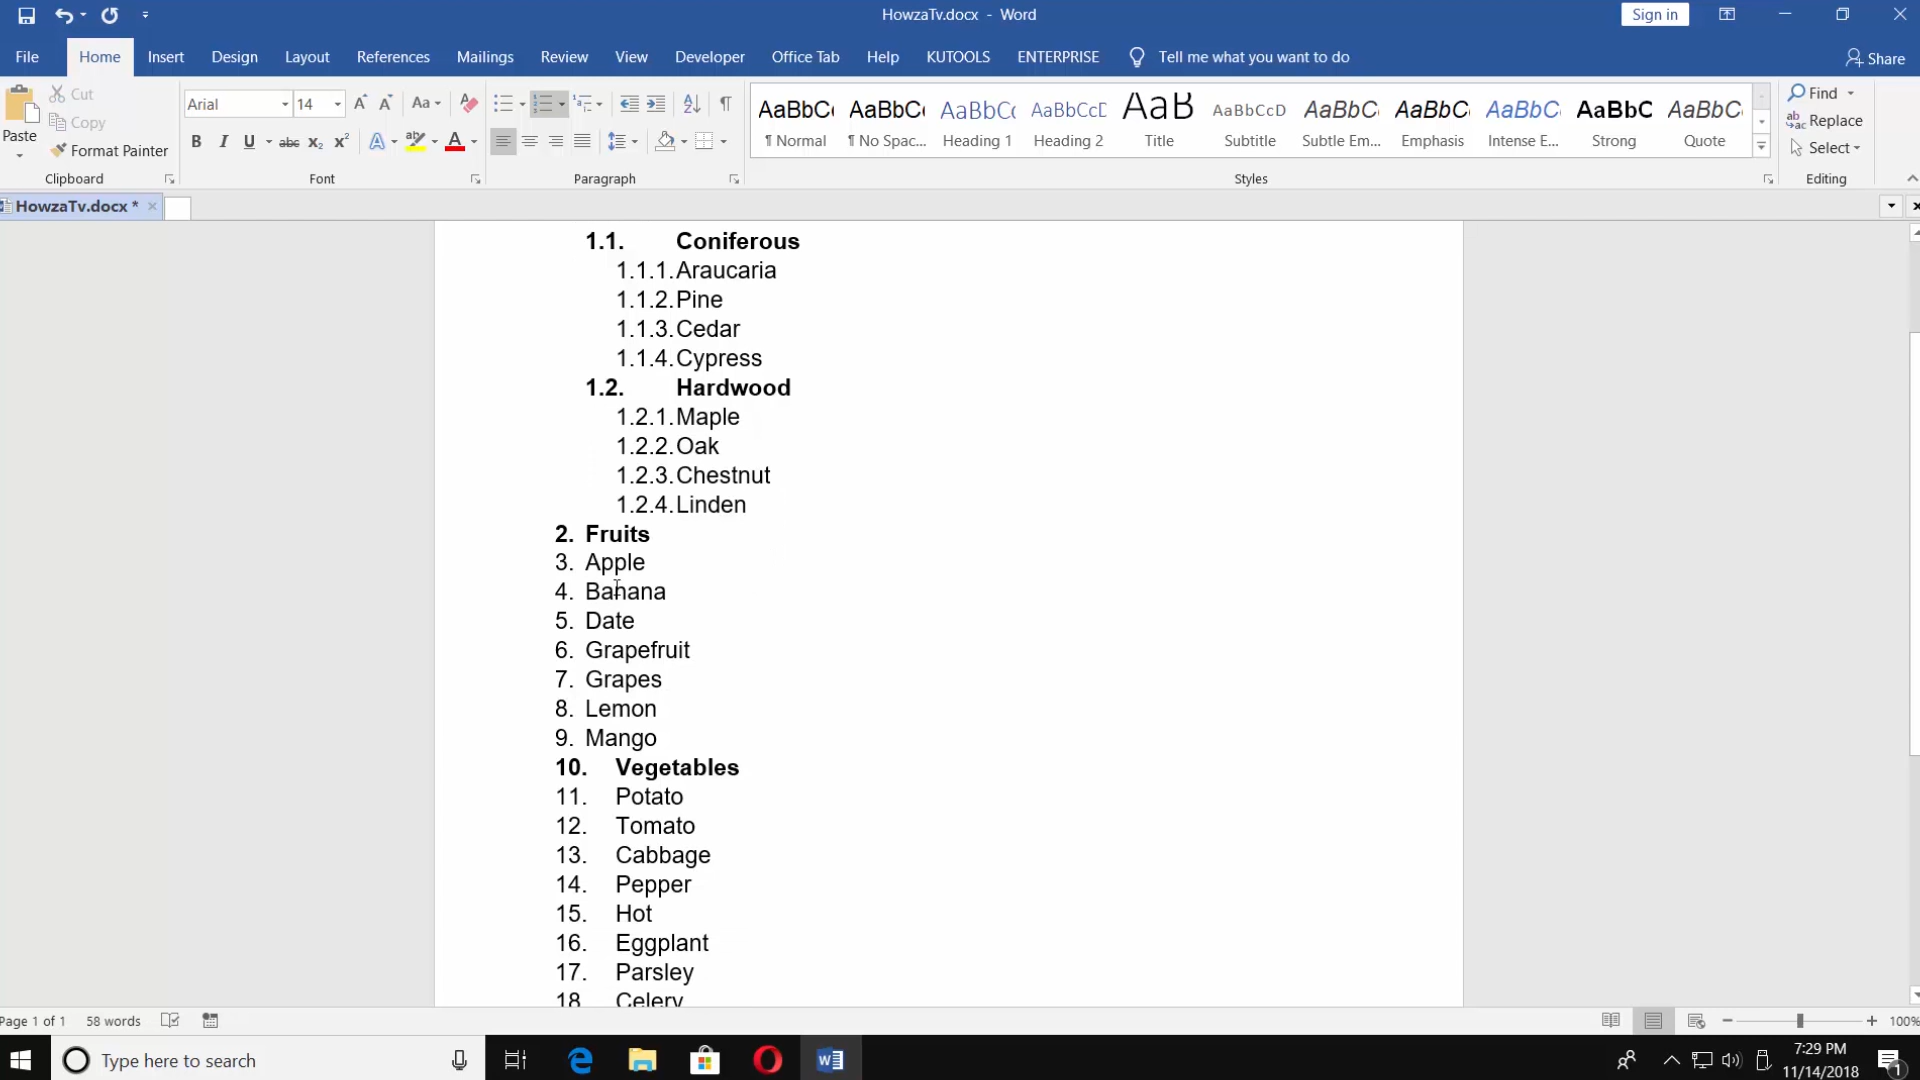 HowzaTv.docx - Word
Sign in
File Home Insert Design Layout References Mailings Review View Developer Office Tab Help KUTOOLS ENTERPRISE Tell me what you want to do
Share
Paste
Cut
Copy
Format Painter
Clipboard
Arial 14
Font
Paragraph
AaBbCc AaBbCc AaBbCc AaBbCcD AaB AaBbCcD AaBbC AaBbC AaBbC AaBbC AaBbC
¶ Normal ¶ No Spac... Heading 1 Heading 2 Title Subtitle Subtle Em... Emphasis Intense E... Strong Quote
Styles
Find
Replace
Select
Editing
HowzaTv.docx *
1.1. Coniferous
1.1.1. Araucaria
1.1.2. Pine
1.1.3. Cedar
1.1.4. Cypress
1.2. Hardwood
1.2.1. Maple
1.2.2. Oak
1.2.3. Chestnut
1.2.4. Linden
2. Fruits
3. Apple
4. Banana
5. Date
6. Grapefruit
7. Grapes
8. Lemon
9. Mango
10. Vegetables
11. Potato
12. Tomato
13. Cabbage
14. Pepper
15. Hot
16. Eggplant
17. Parsley
18. Celery
Page 1 of 1 58 words
100%
Type here to search
7:29 PM
11/14/2018
1